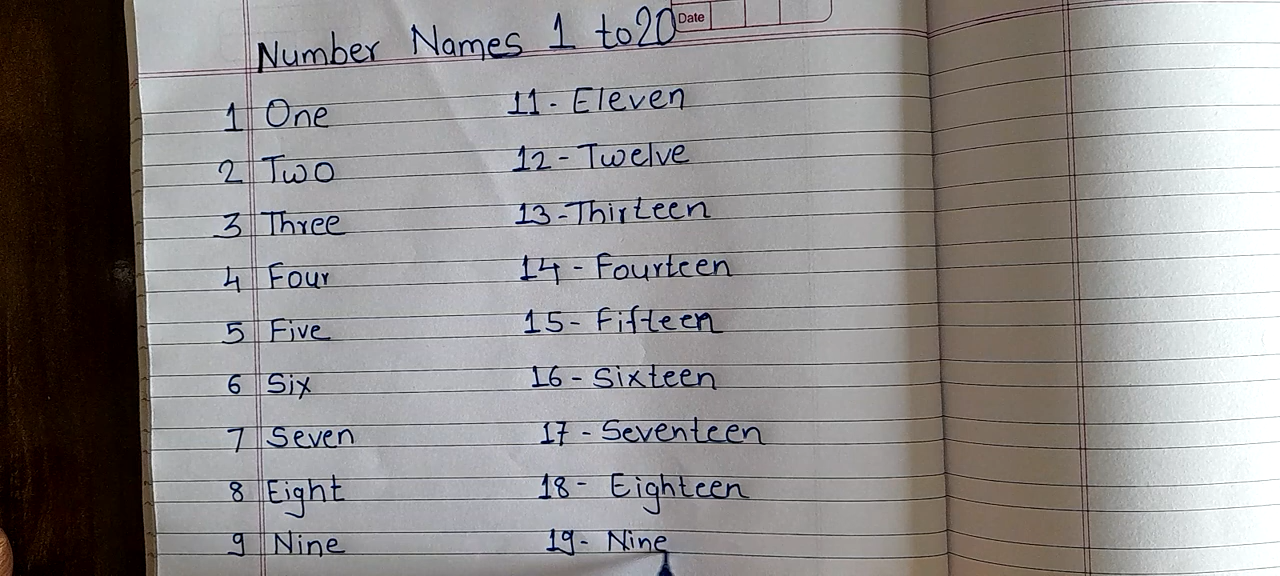 Date
Number Names 1 to20
1 One 11- Eleven
2 Two 12- Twelve
3 Three 13-Thirteen
4 Four 14- Fourteen
5 Five 15- Fifteen
6 Six 16- Sixteen
7 Seven 17- Seventeen
8 Eight 18- Eighteen
9 Nine 19- Nine